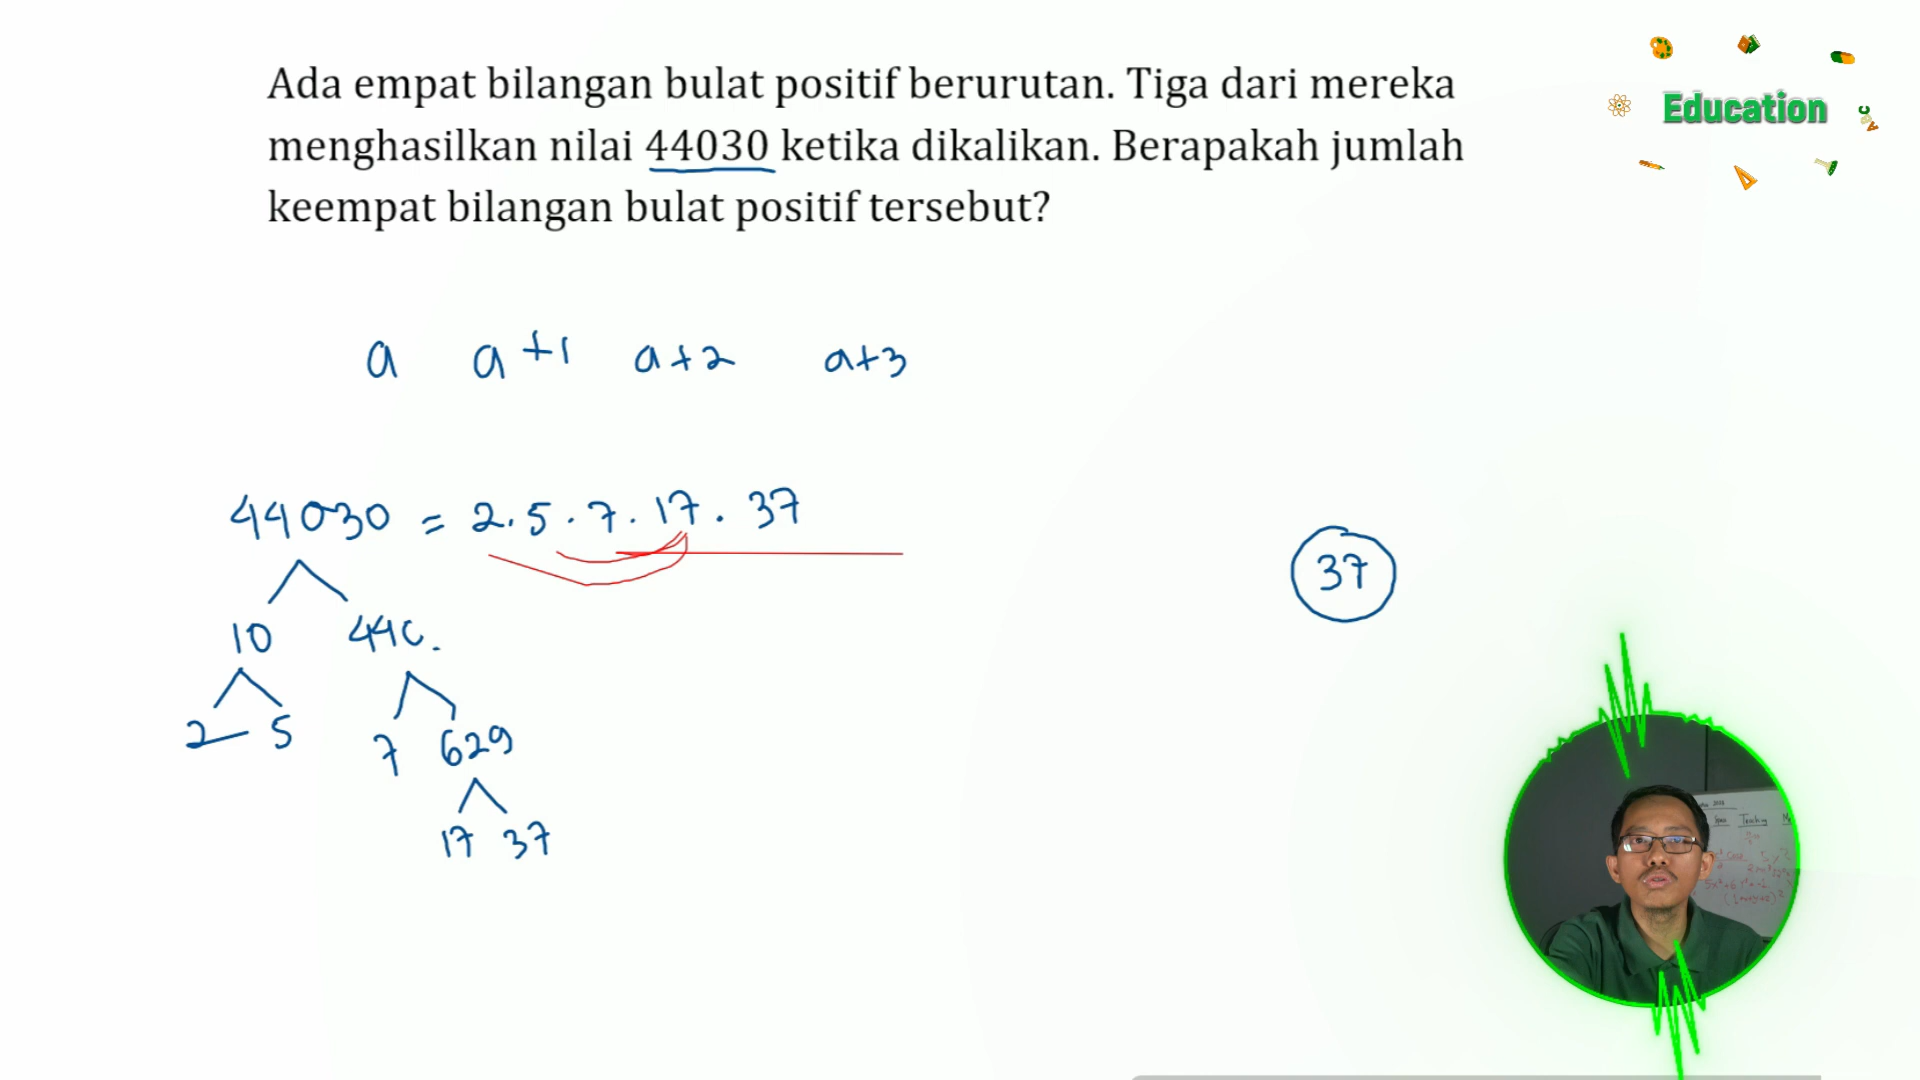 Ada empat bilangan bulat positif berurutan. Tiga dari mereka
menghasilkan nilai 44030 ketika dikalikan. Berapakah jumlah
keempat bilangan bulat positif tersebut?
Education
a a+1 a+2 a+3
44030 = 2.5.7.17.37
37
10 440.
2 5 7 629
17 37
Teaching